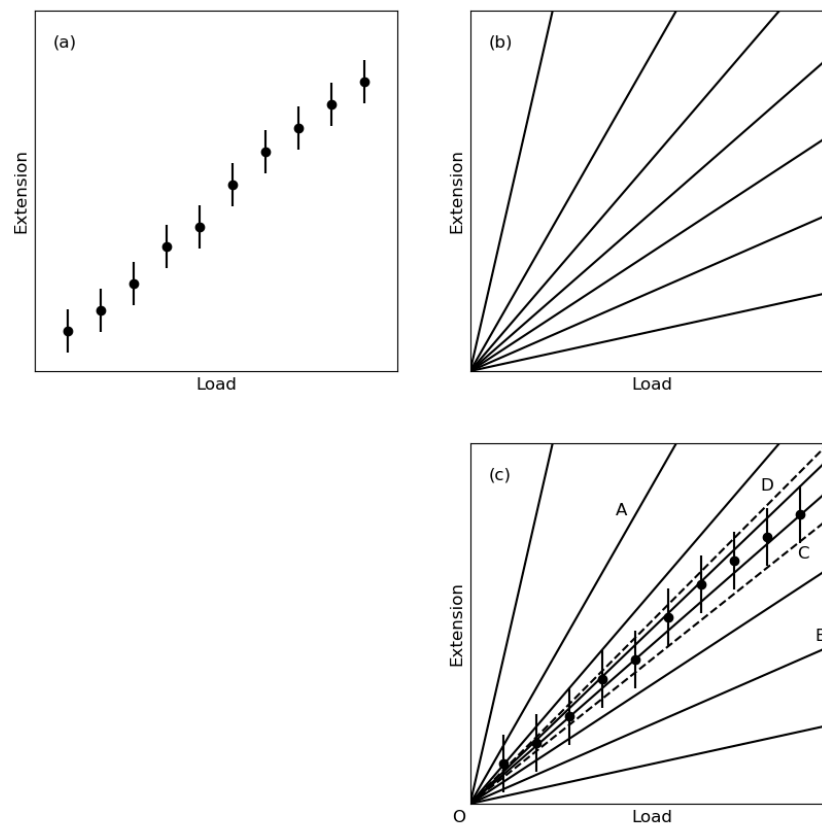 (a)
Extension
Load
(b)
Extension
Load
(c)
D
A
C
B
Extension
O
Load